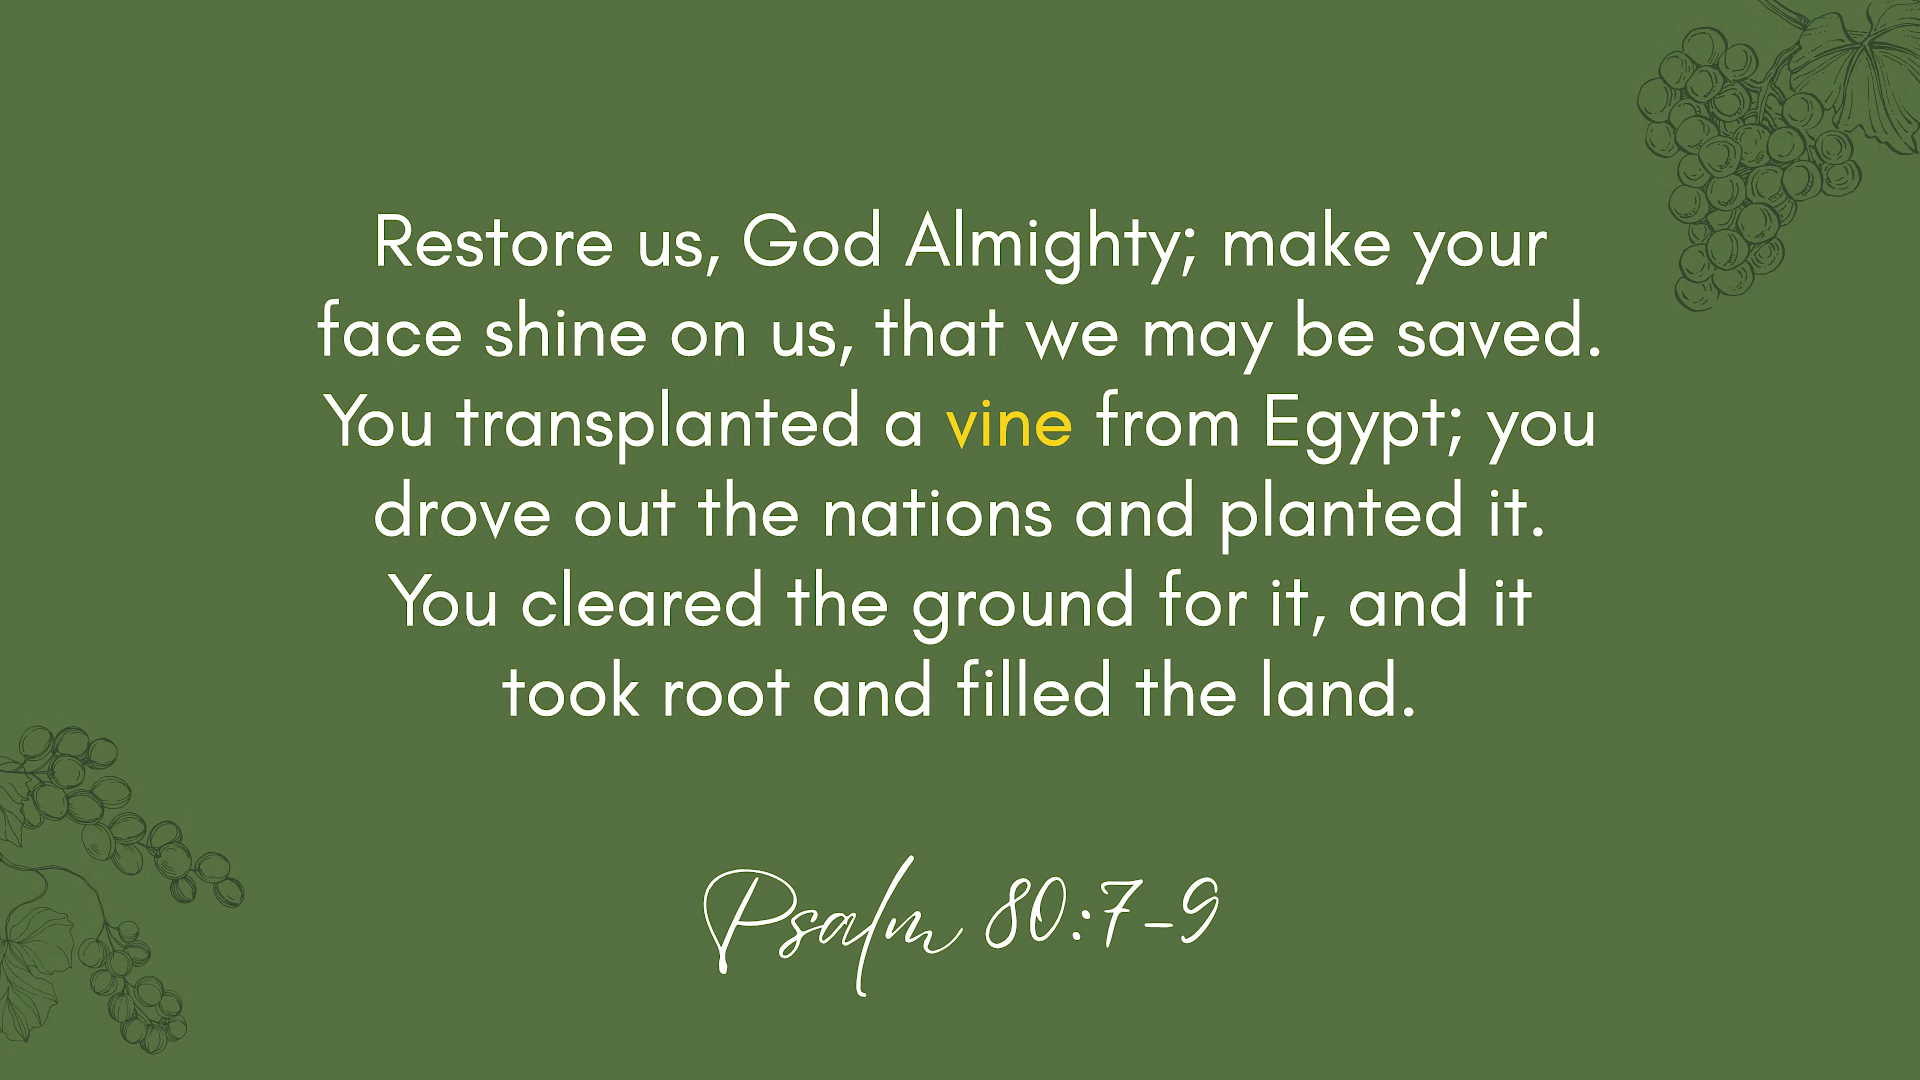 Restore us, God Almighty; make your
face shine on us, that we may be saved.
You transplanted a vine from Egypt; you
drove out the nations and planted it.
You cleared the ground for it, and it
took root and filled the land.
Psalm 80:7-9